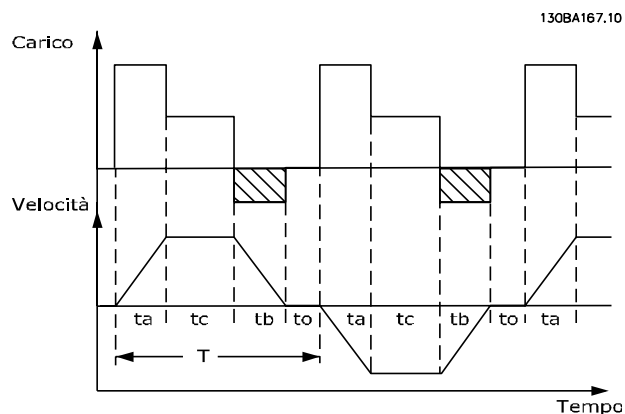 130BA167.10
Carico
Velocità
ta tc tb to ta tc tb to ta
T
Tempo